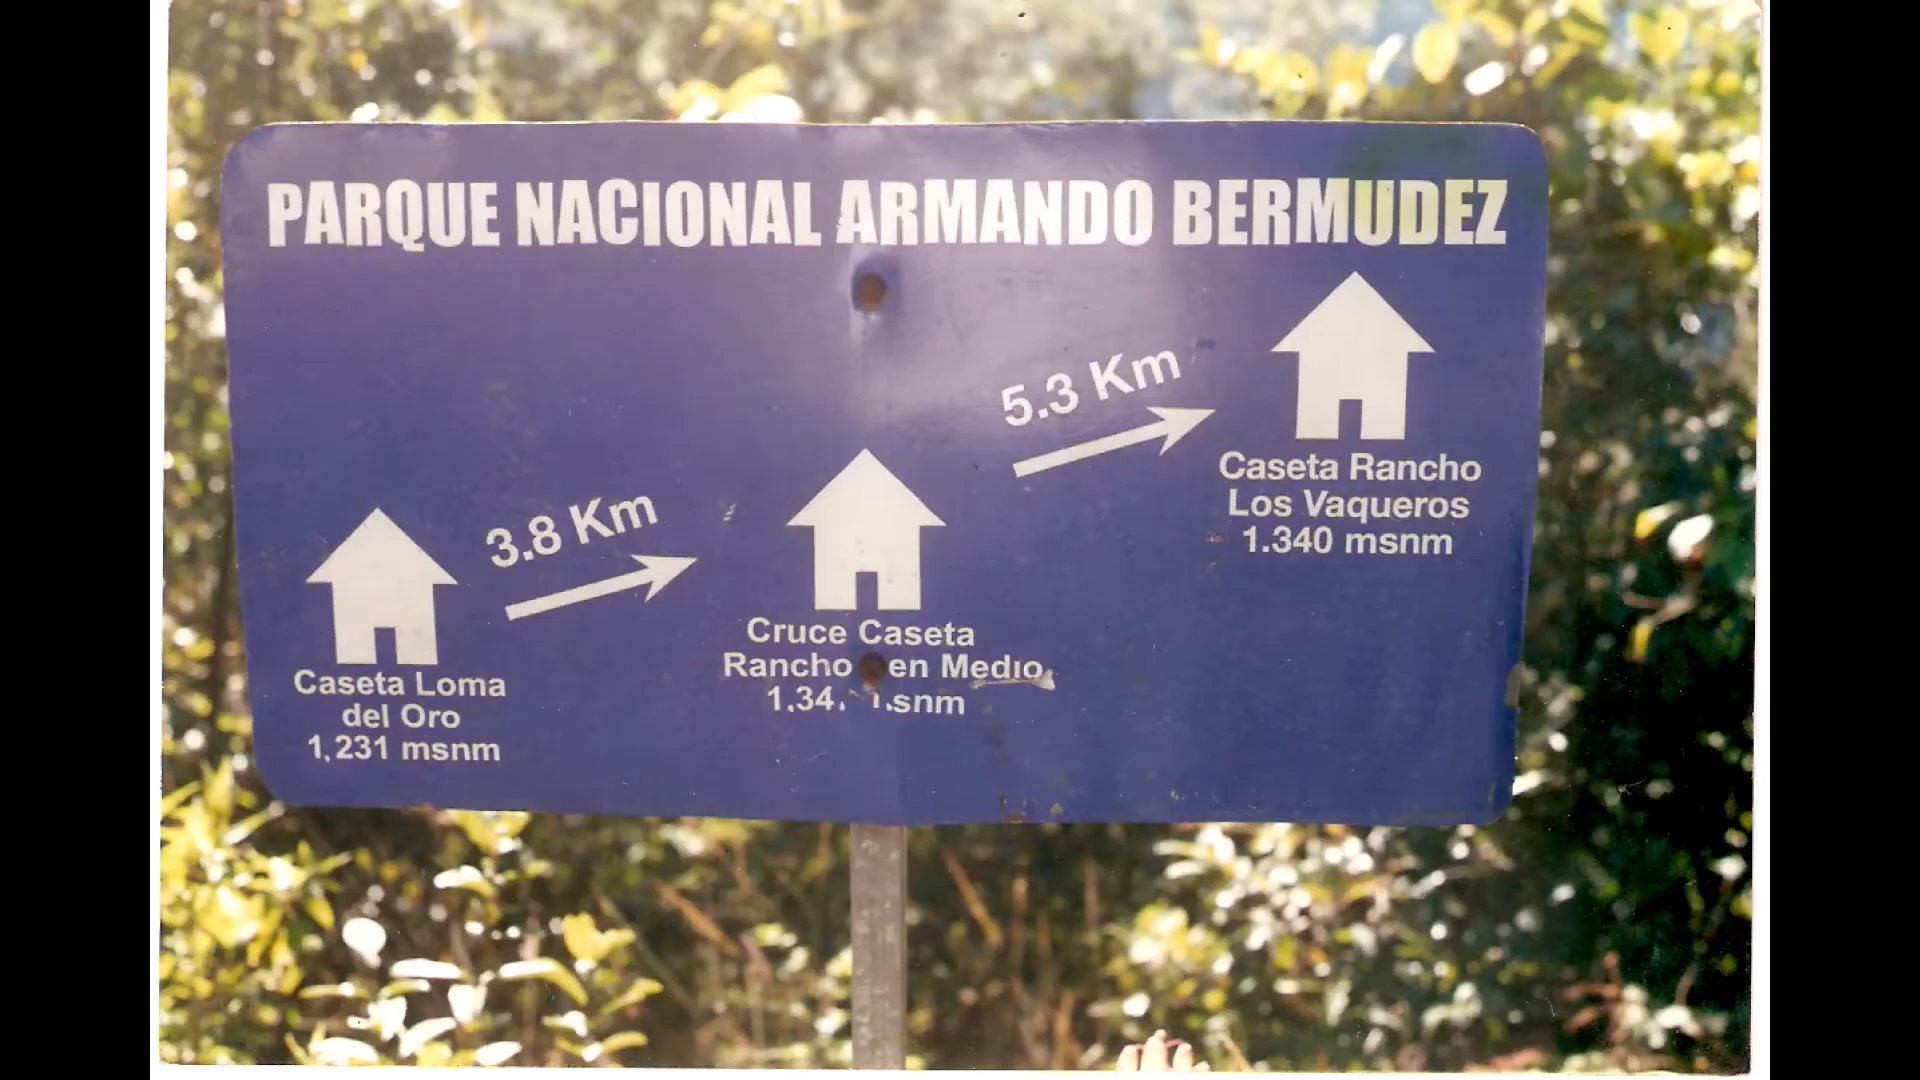 PARQUE NACIONAL ARMANDO BERMUDEZ
5.3 Km
Caseta Rancho
Los Vaqueros
1.340 msnm
3.8 Km
Cruce Caseta
Rancho en Medio
Caseta Loma
del Oro
1,231 msnm